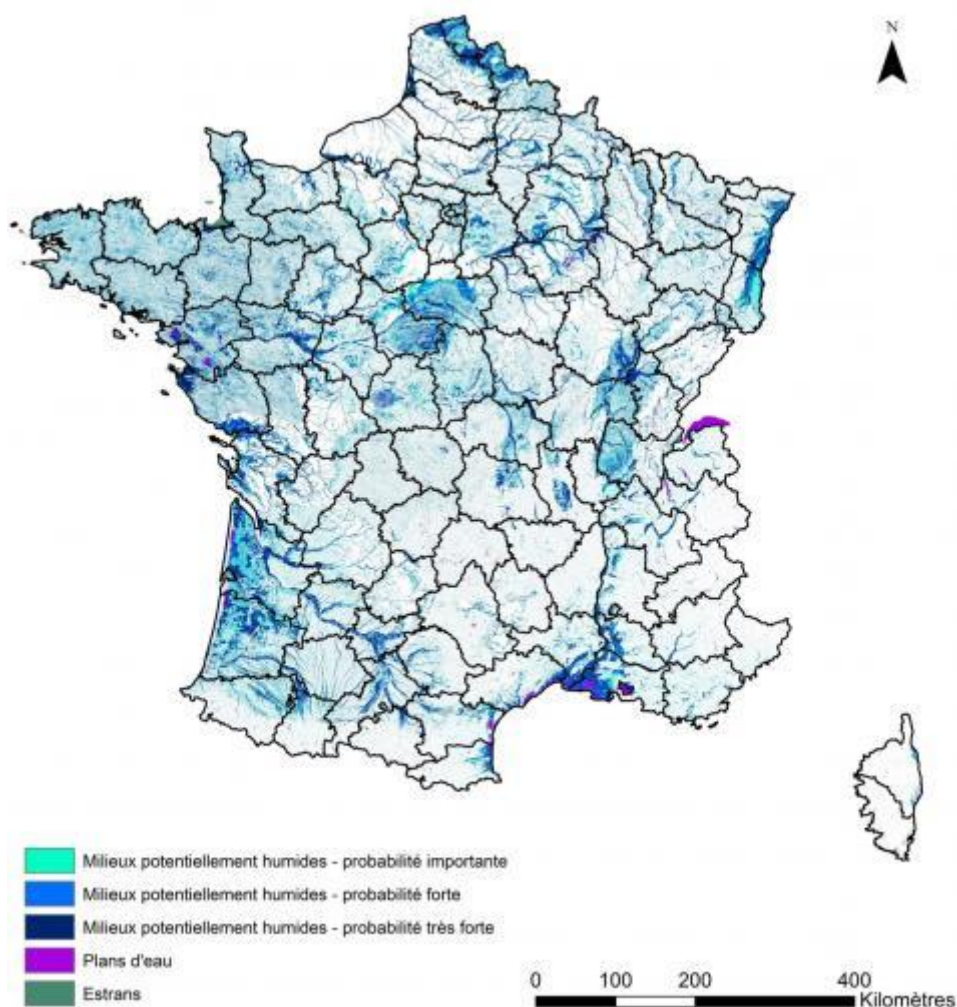 N
Milieux potentiellement humides - probabilité importante
Milieux potentiellement humides - probabilité forte
Milieux potentiellement humides - probabilité très forte
Plans d'eau
Estrans
0 100 200 400
Kilomètres